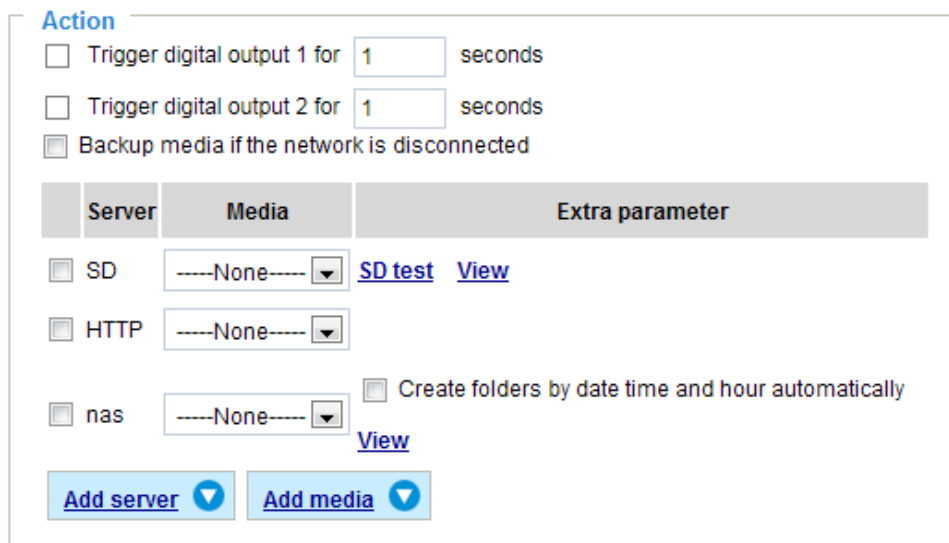 Action
Trigger digital output 1 for 1 seconds
Trigger digital output 2 for 1 seconds
Backup media if the network is disconnected
Server Media Extra parameter
SD -----None----- SD test View
HTTP -----None-----
Create folders by date time and hour automatically
nas -----None-----
View
Add server Add media